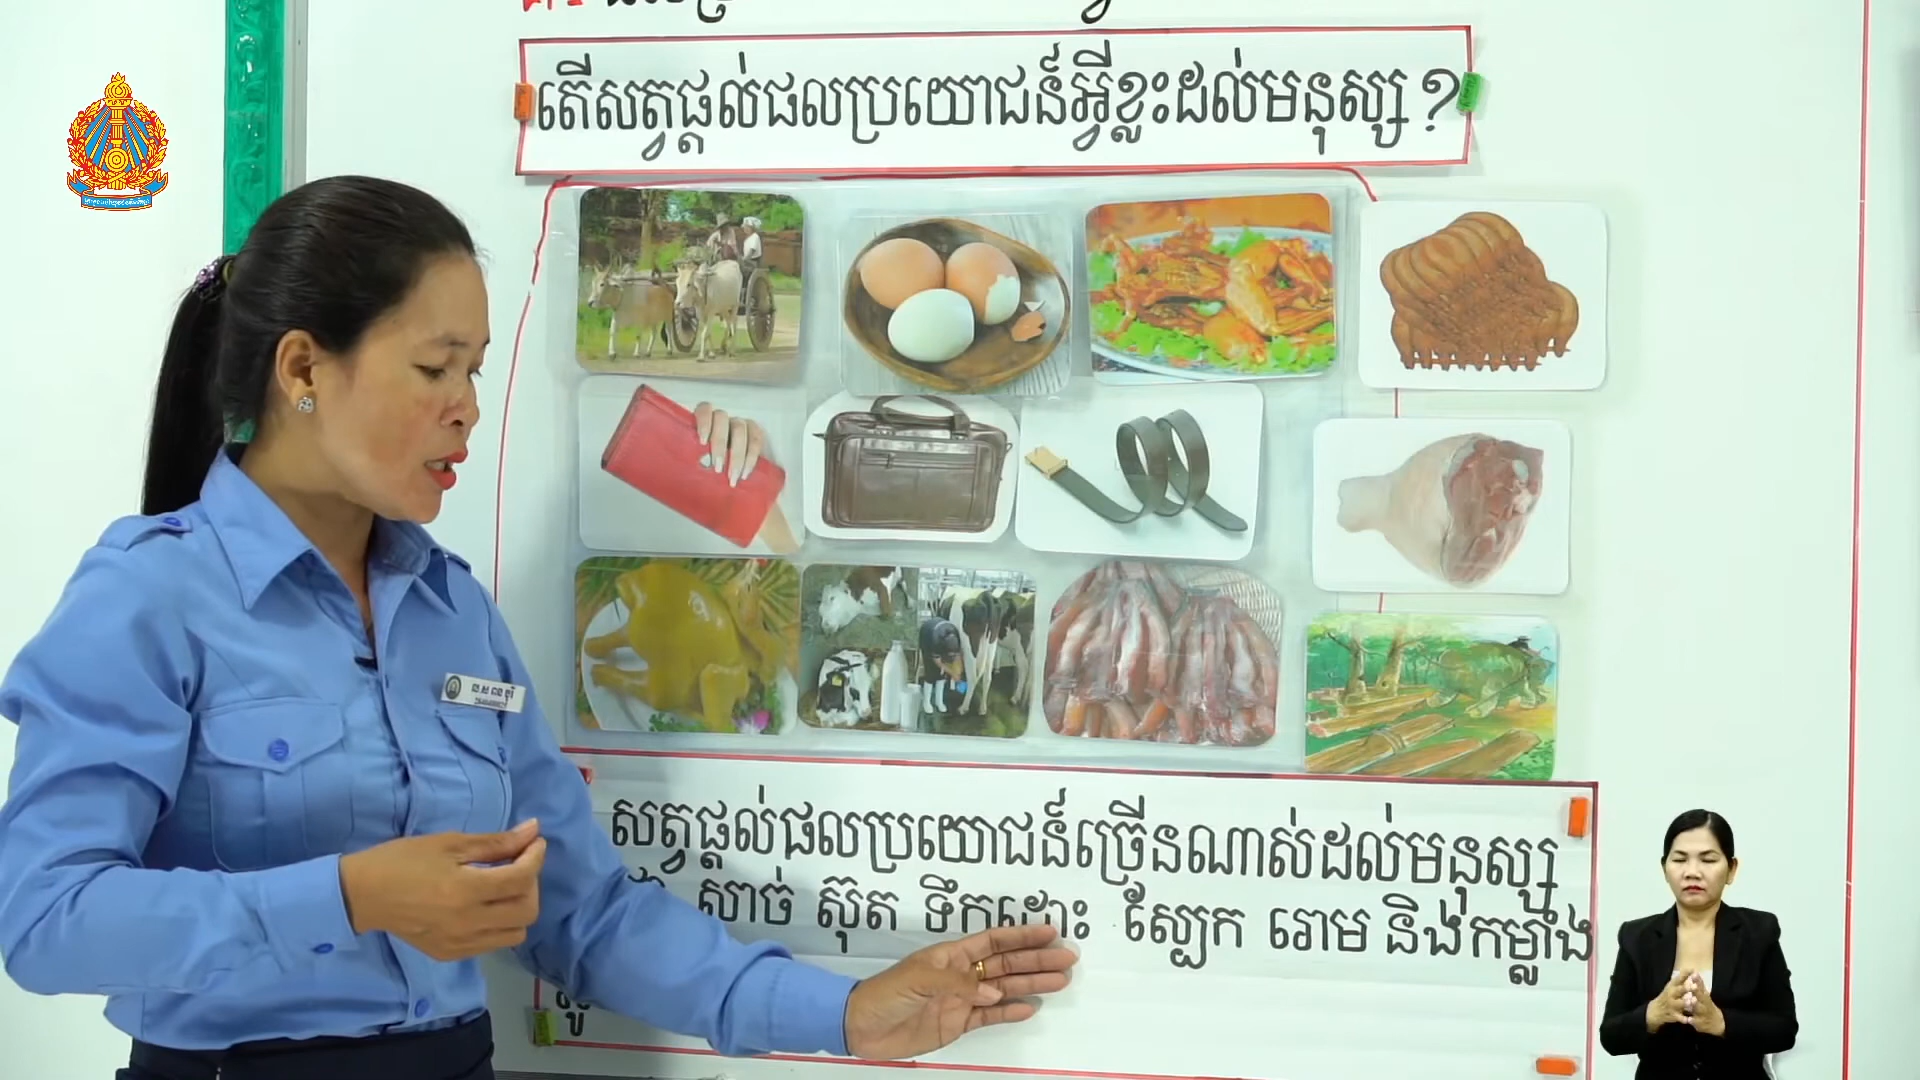 តើសត្វផ្ដល់ផលប្រយោជន៍អ្វីខ្លះដល់មនុស្ស?
សត្វផ្ដល់ផលប្រយោជន៍ច្រើនណាស់ដល់មនុស្ស
សាច់ ស៊ុត ទឹកដោះ ស្បែក រោម និងកម្លាំង